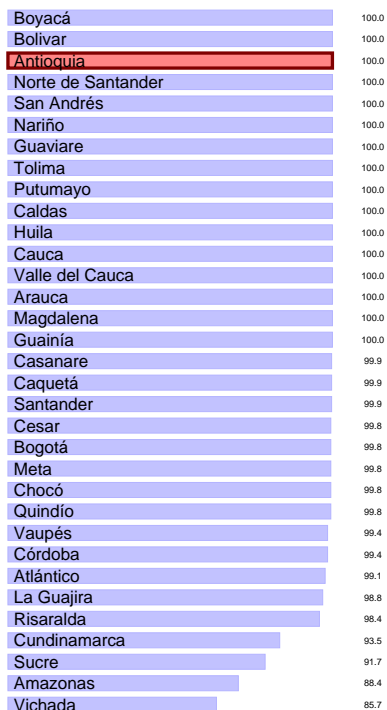 Boyacá 100.0
Bolivar 100.0
Antioquia 100.0
Norte de Santander 100.0
San Andrés 100.0
Nariño 100.0
Guaviare 100.0
Tolima 100.0
Putumayo 100.0
Caldas 100.0
Huila 100.0
Cauca 100.0
Valle del Cauca 100.0
Arauca 100.0
Magdalena 100.0
Guainía 100.0
Casanare 99.9
Caquetá 99.9
Santander 99.9
Cesar 99.8
Bogotá 99.8
Meta 99.8
Chocó 99.8
Quindío 99.8
Vaupés 99.4
Córdoba 99.4
Atlántico 99.1
La Guajira 98.8
Risaralda 98.4
Cundinamarca 93.5
Sucre 91.7
Amazonas 88.4
Vichada 85.7